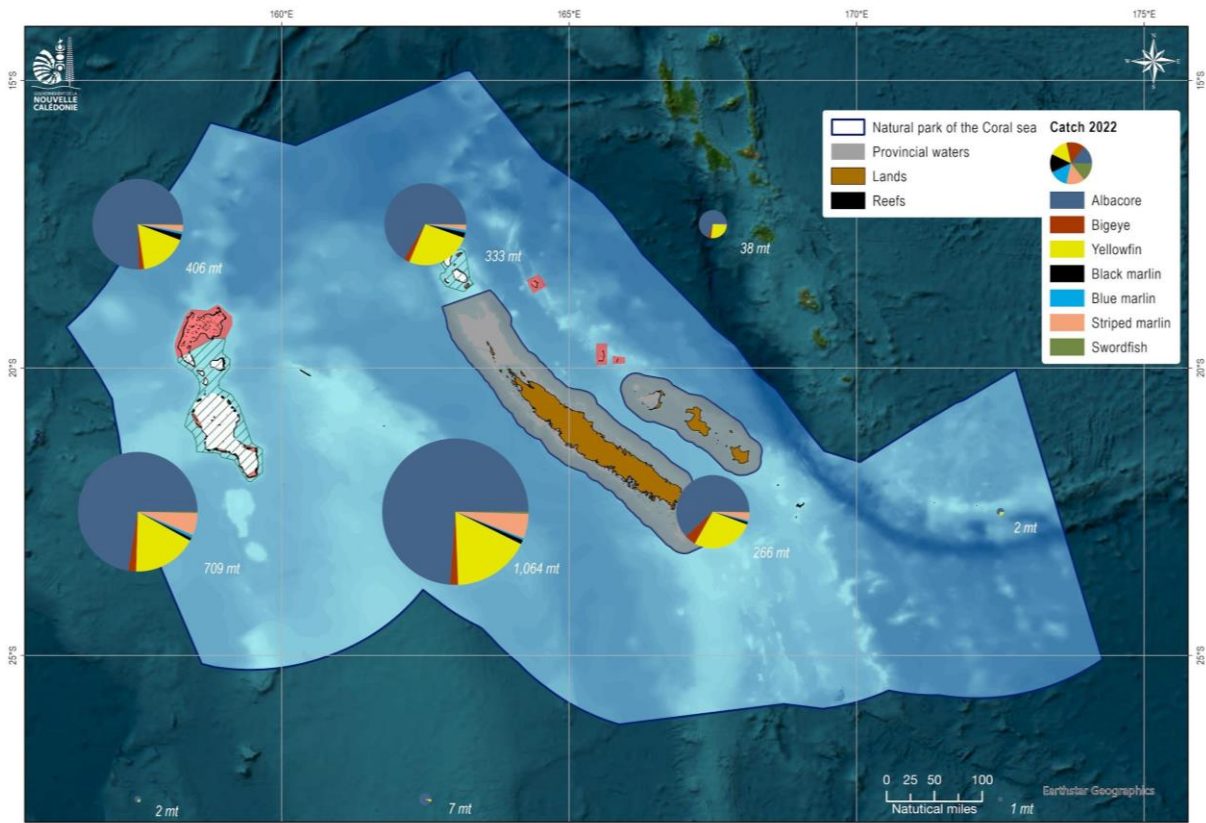 160°E
165°E
170°E
175°E
15°S
15°S
GOUVERNEMENT DE LA
NOUVELLE
CALÉDONIE
N
Natural park of the Coral sea
Provincial waters
Lands
Reefs
Catch 2022
Albacore
Bigeye
Yellowfin
Black marlin
Blue marlin
Striped marlin
Swordfish
406 mt
333 mt
38 mt
20°S
20°S
709 mt
1,064 mt
266 mt
2 mt
25°S
25°S
0 25 50 100
Natutical miles
Earthstar Geographics
2 mt
7 mt
1 mt